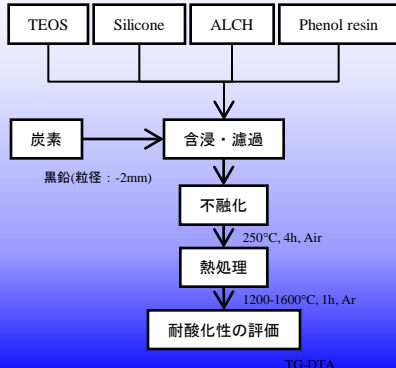 TEOS
Silicone
ALCH
Phenol resin
炭素
含浸・濾過
黒鉛(粒径：-2mm)
不融化
250°C, 4h, Air
熱処理
1200-1600°C, 1h, Ar
耐酸化性の評価
TG-DTA